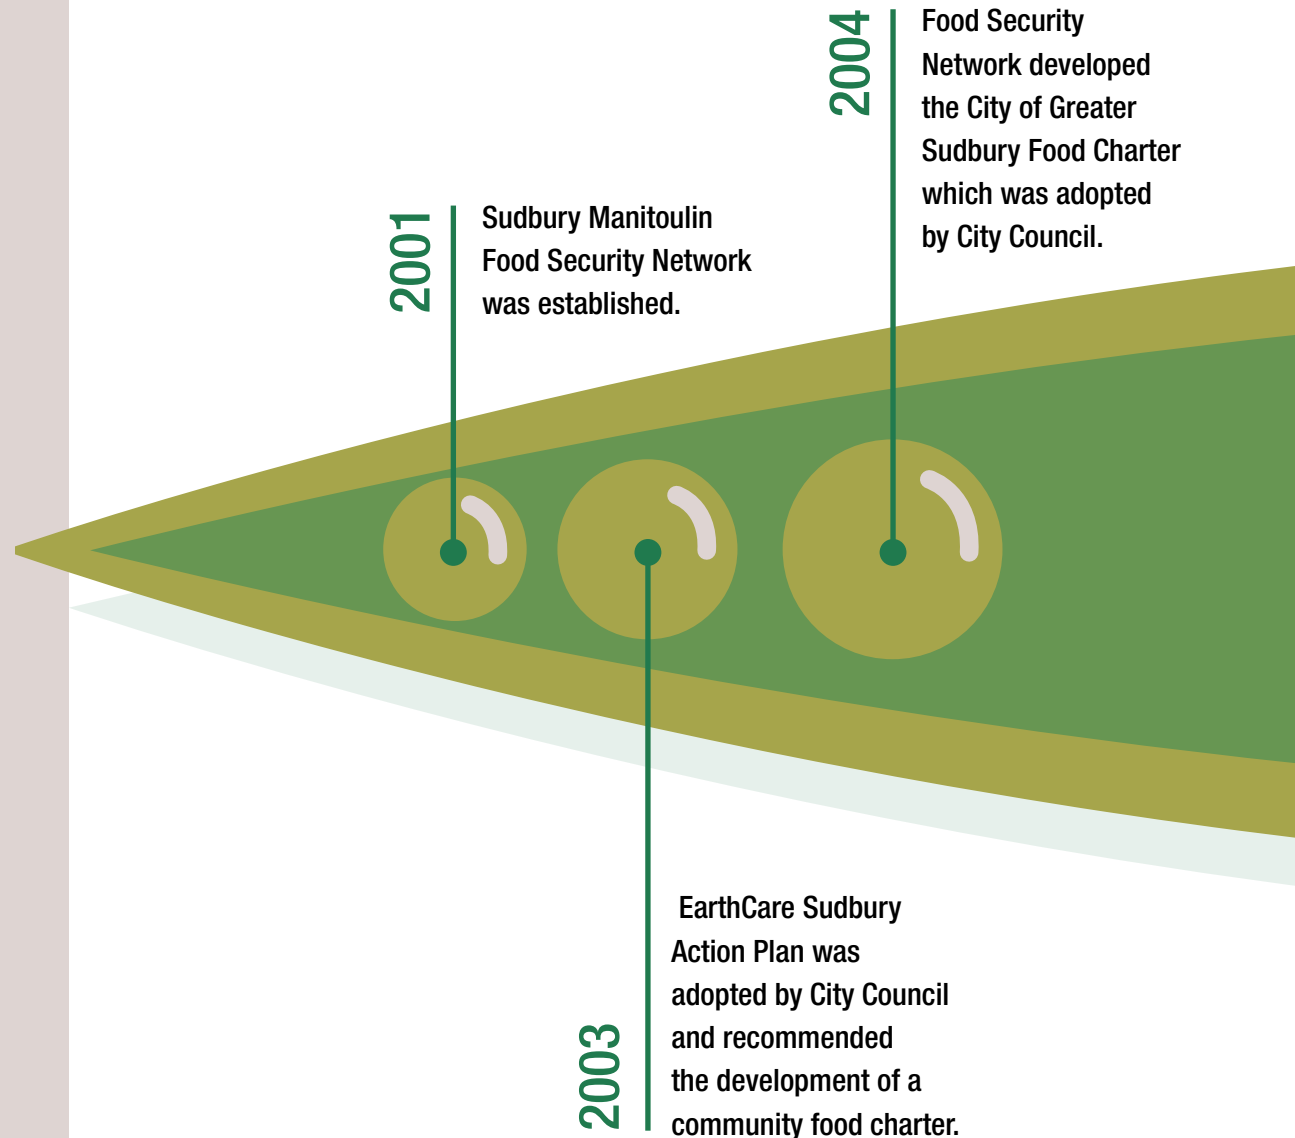 2001
Sudbury Manitoulin
Food Security Network
was established.
2003
EarthCare Sudbury
Action Plan was
adopted by City Council
and recommended
the development of a
community food charter.
2004
Food Security
Network developed
the City of Greater
Sudbury Food Charter
which was adopted
by City Council.